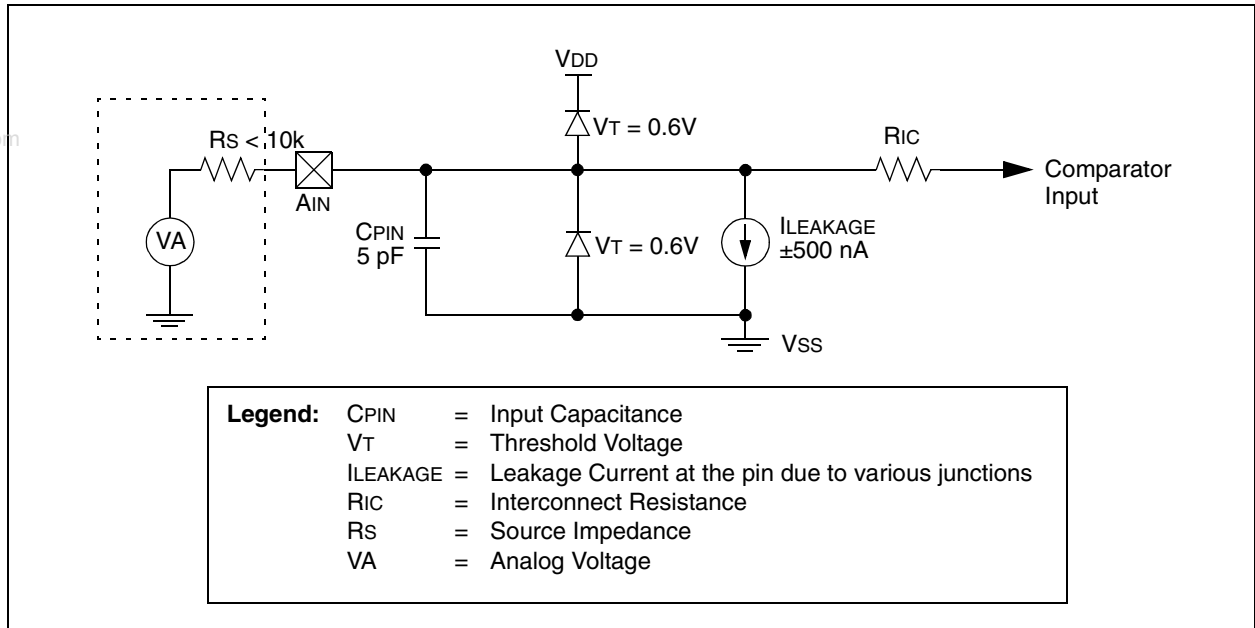 VDD
VT = 0.6V
om
RS < 10k
RIC
Comparator
Input
AIN
CPIN
5 pF
VA
VT = 0.6V
ILEAKAGE
±500 nA
VSS
Legend: CPIN = Input Capacitance
VT = Threshold Voltage
ILEAKAGE = Leakage Current at the pin due to various junctions
RIC = Interconnect Resistance
RS = Source Impedance
VA = Analog Voltage